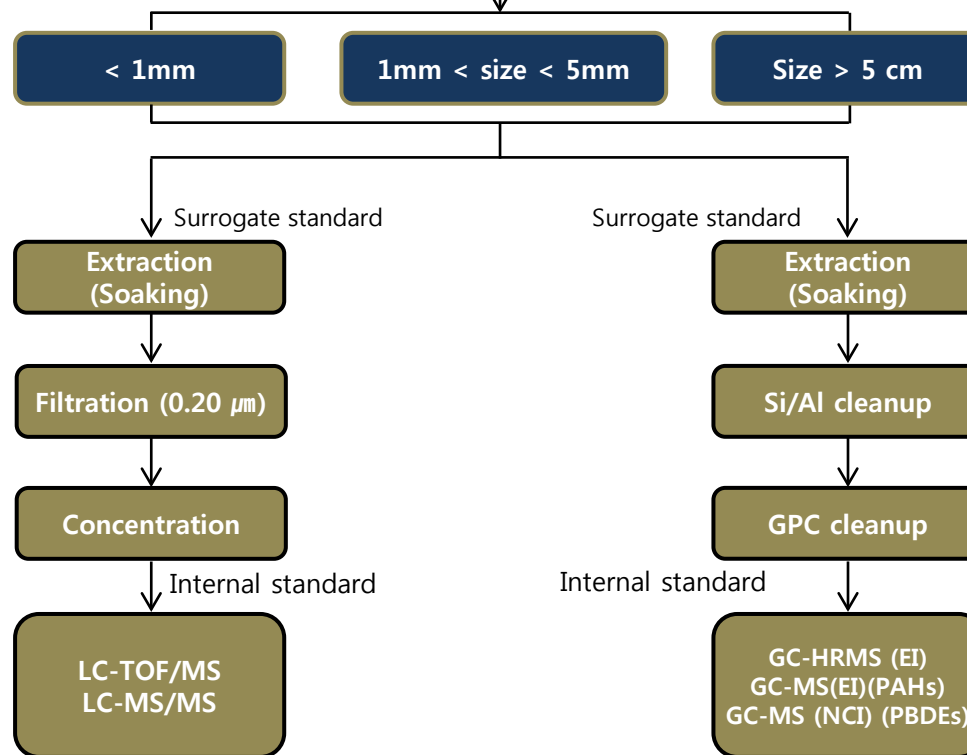 < 1mm
1mm < size < 5mm
Size > 5 cm
Surrogate standard
Surrogate standard
Extraction
(Soaking)
Extraction
(Soaking)
Filtration (0.20 ㎛)
Si/Al cleanup
Concentration
GPC cleanup
Internal standard
Internal standard
LC-TOF/MS
LC-MS/MS
GC-HRMS (EI)
GC-MS(EI)(PAHs)
GC-MS (NCI) (PBDEs)